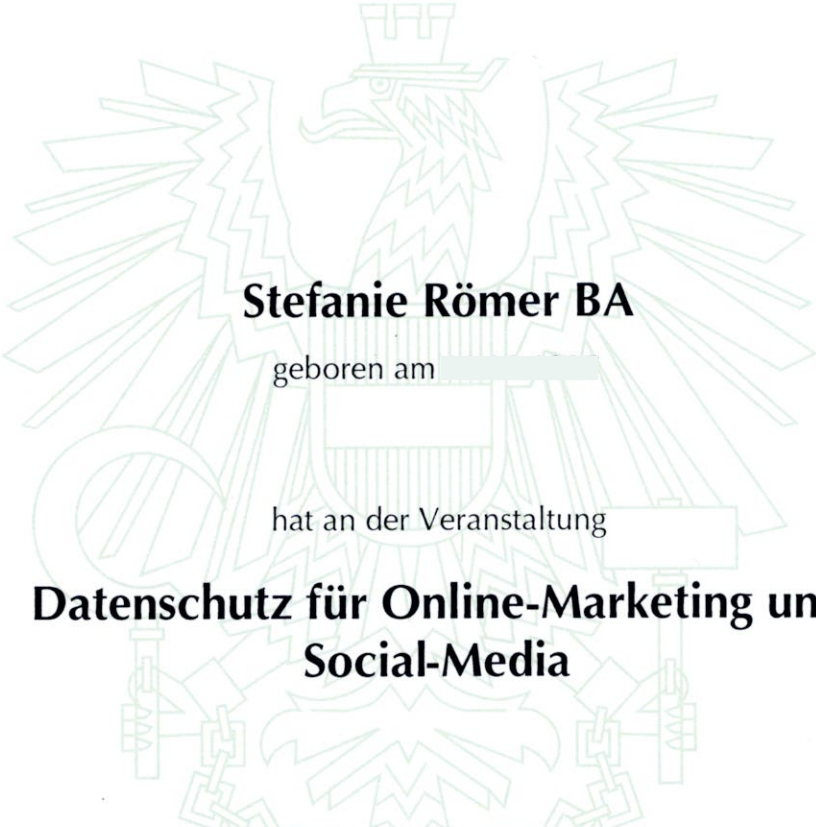 Stefanie Römer BA
geboren am
hat an der Veranstaltung
Datenschutz für Online-Marketing un
Social-Media